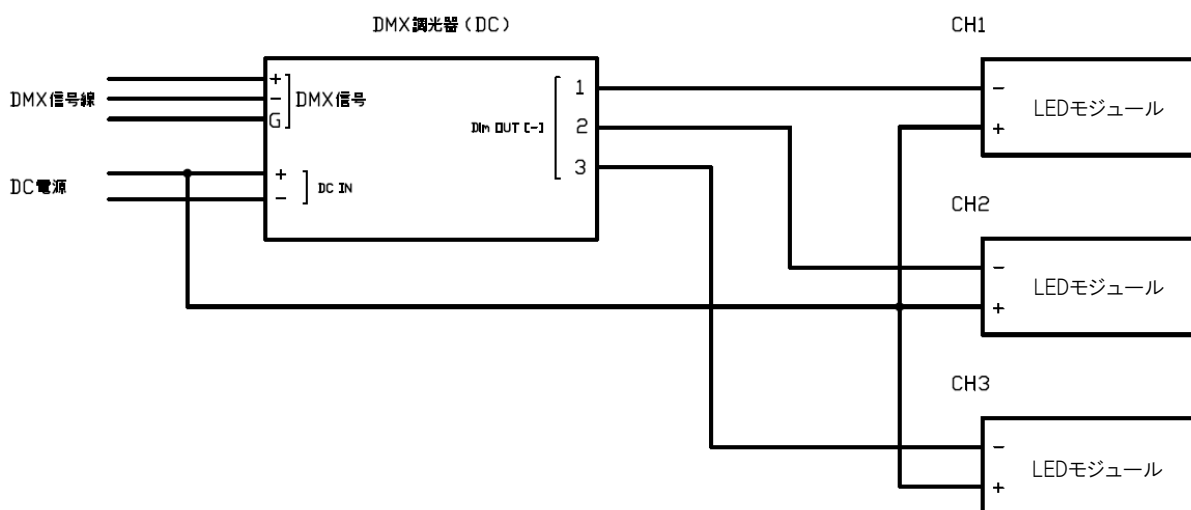 DMX調光器(DC)
CH1
DMX信号線
+
-
G
DMX信号
DC電源
+
-
DC IN
Dim OUT [-]
1
2
3
-
+
LEDモジュール
CH2
-
+
LEDモジュール
CH3
-
+
LEDモジュール